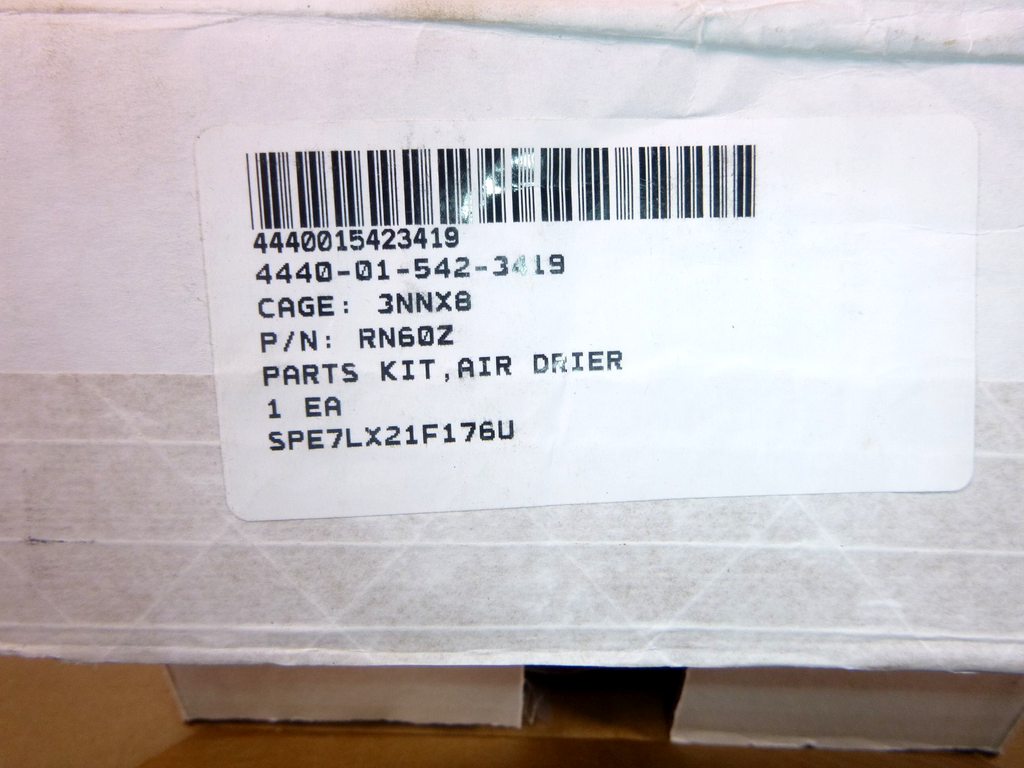 4440015423419
4440-01-542-3419
CAGE: 3NNX8
P/N: RN60Z
PARTS KIT,AIR DRIER
1 EA
SPE7LX21F176U